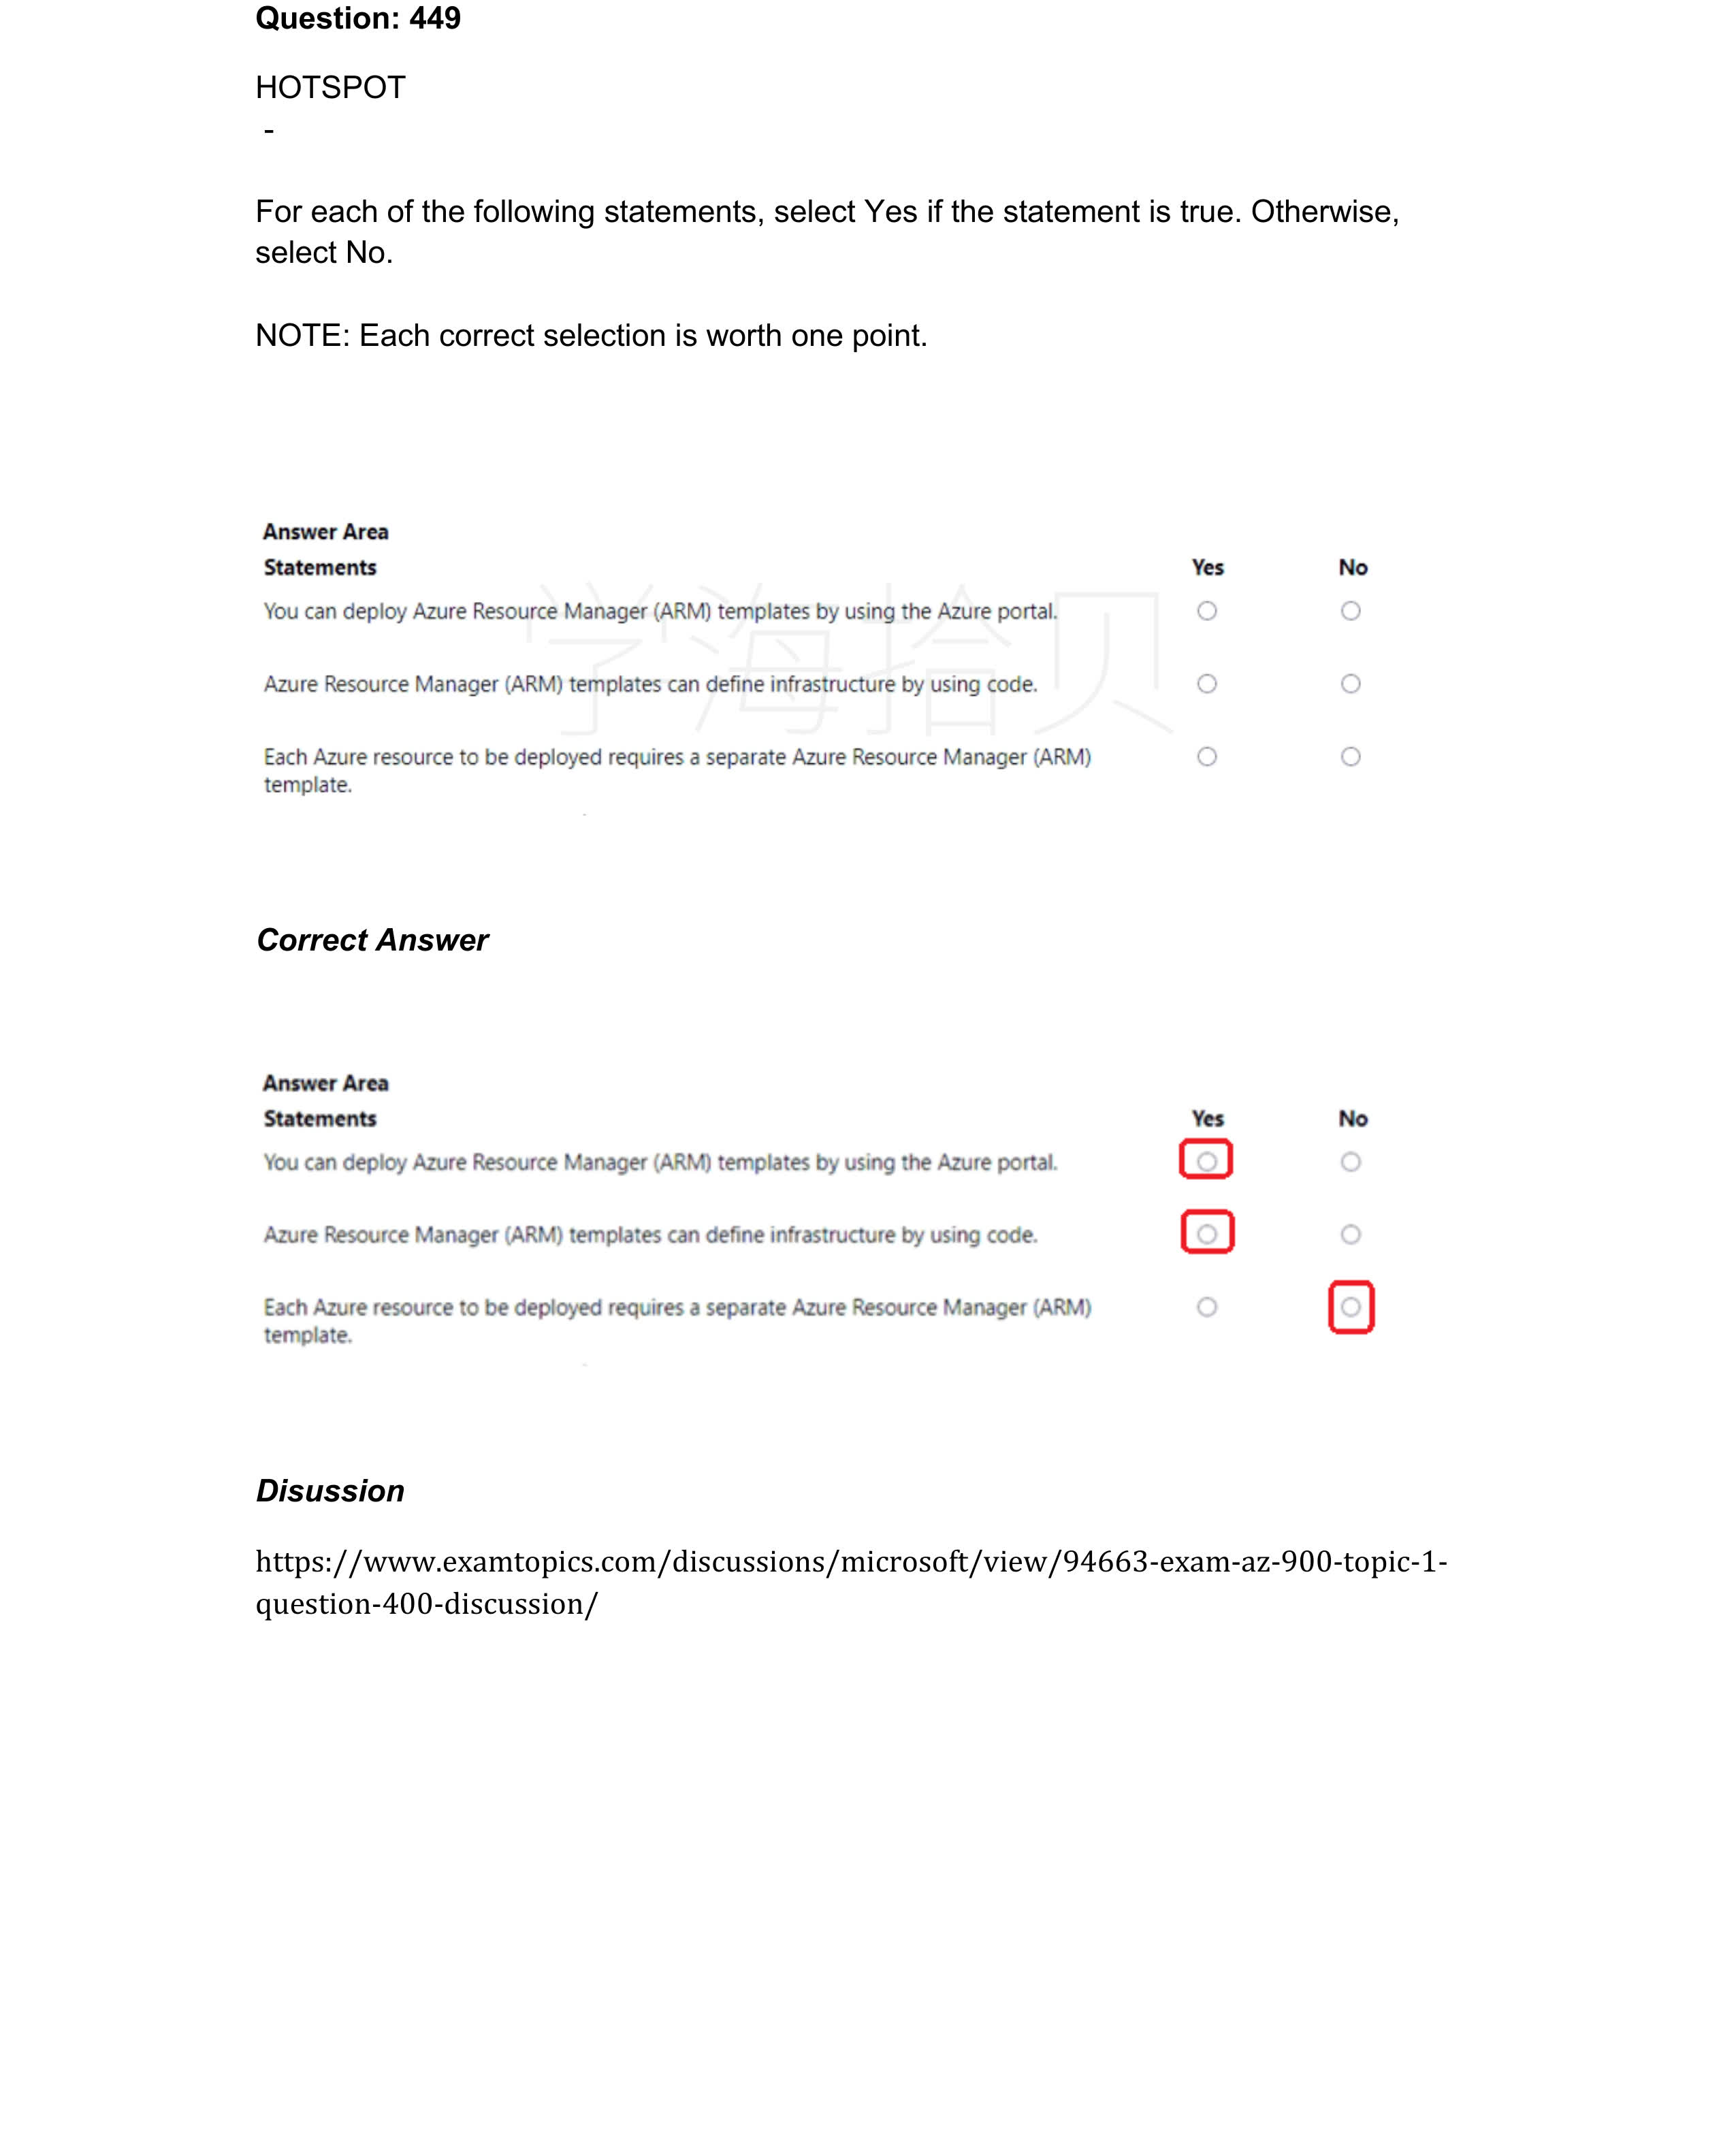 Question: 449
HOTSPOT
-
For each of the following statements, select Yes if the statement is true. Otherwise,
select No.
NOTE: Each correct selection is worth one point.
Answer Area
Statements Yes No
You can deploy Azure Resource Manager (ARM) templates by using the Azure portal.
Azure Resource Manager (ARM) templates can define infrastructure by using code.
学海拾贝
Each Azure resource to be deployed requires a separate Azure Resource Manager (ARM)
template.
Correct Answer
Answer Area
Statements Yes No
You can deploy Azure Resource Manager (ARM) templates by using the Azure portal.
Azure Resource Manager (ARM) templates can define infrastructure by using code.
Each Azure resource to be deployed requires a separate Azure Resource Manager (ARM)
template.
Disussion
https://www.examtopics.com/discussions/microsoft/view/94663-exam-az-900-topic-1-
question-400-discussion/